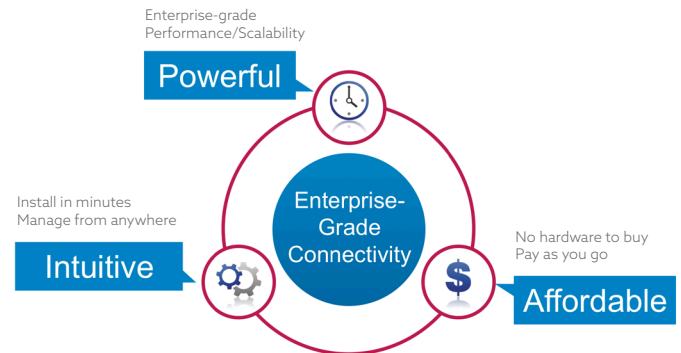 Enterprise-grade
Performance/Scalability
Powerful
Enterprise-
Grade
Connectivity
Install in minutes
Manage from anywhere
Intuitive
No hardware to buy
Pay as you go
$
Affordable